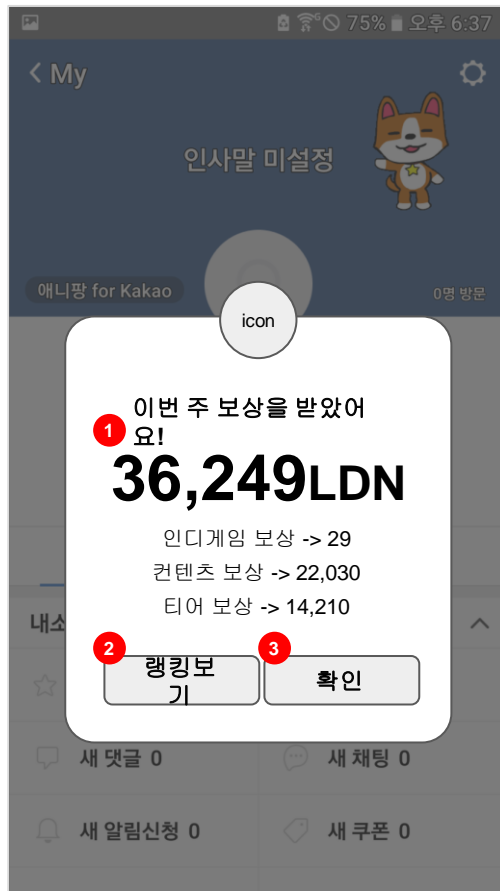 75% 오후 6:37
My
인사말 미설정
애니팡 for Kakao
0명 방문
icon
1
이번 주 보상을 받았어
요!
36,249LDN
인디게임 보상 -> 29
컨텐츠 보상 -> 22,030
티어 보상 -> 14,210
내소
2
랭킹보
기
3
확인
새 댓글 0
새 채팅 0
새 알림신청 0
새 쿠폰 0